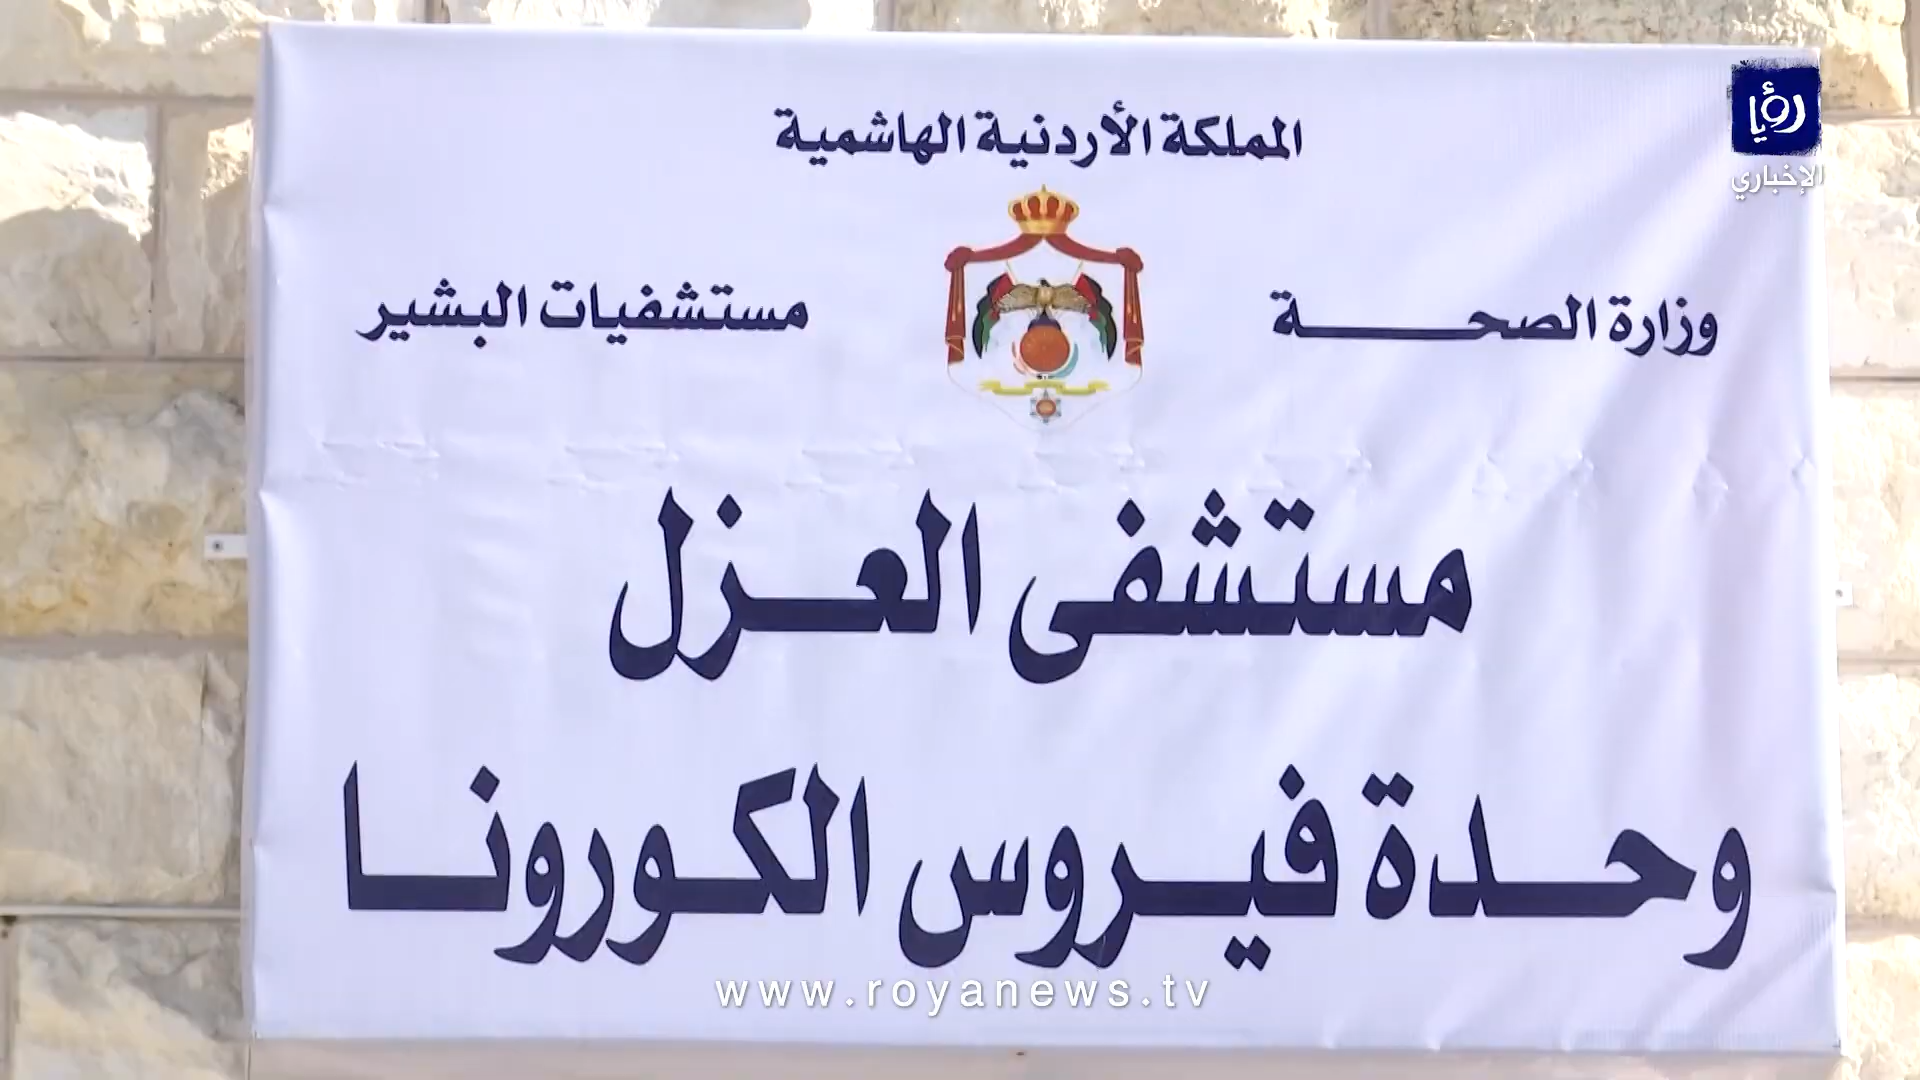 المملكة الأردنية الهاشمية
وزارة الصحة
مستشفيات البشير
مستشفى العزل
وحدة فيروس الكورونا
رؤيا
الإخباري
www.royanews.tv